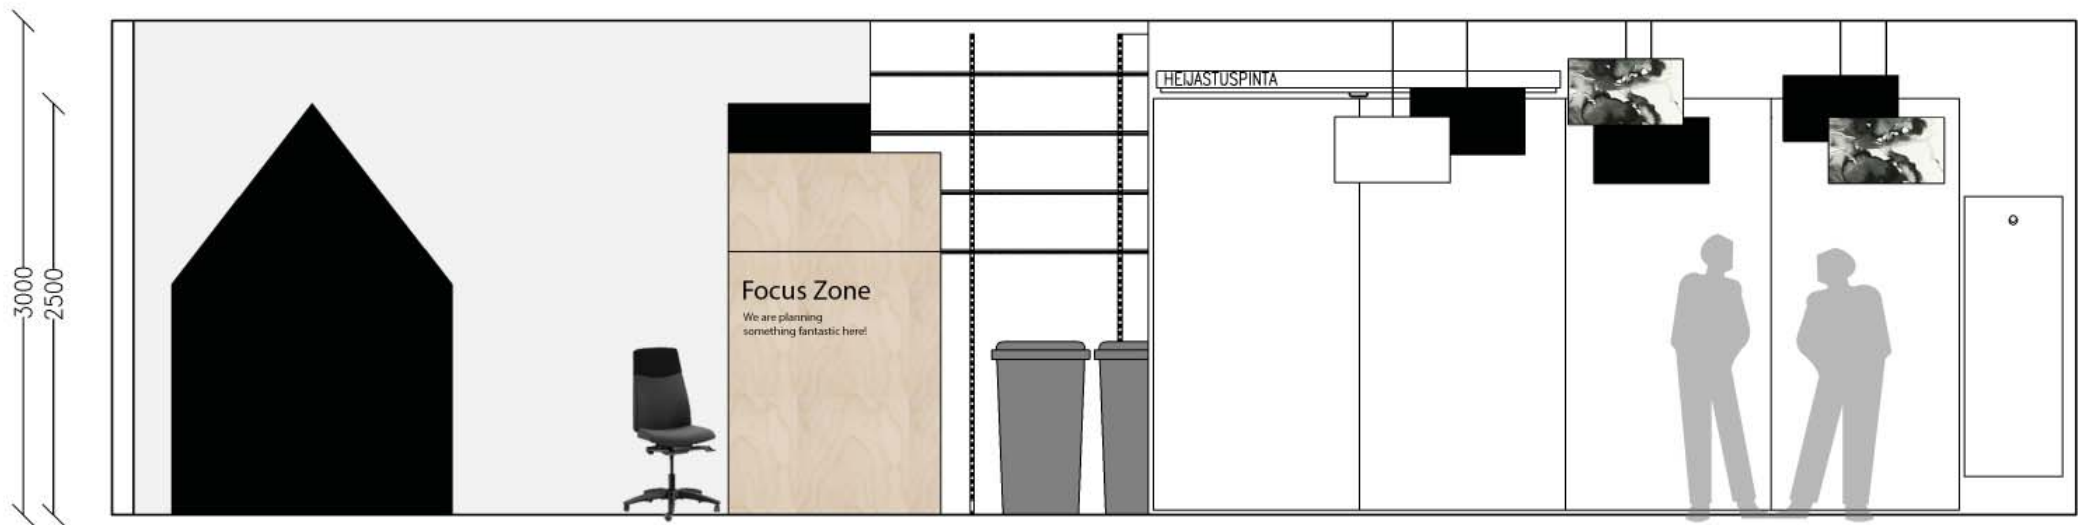 3000
2500
HEIJASTUSPINTA
Focus Zone
We are planning
something fantastic here!